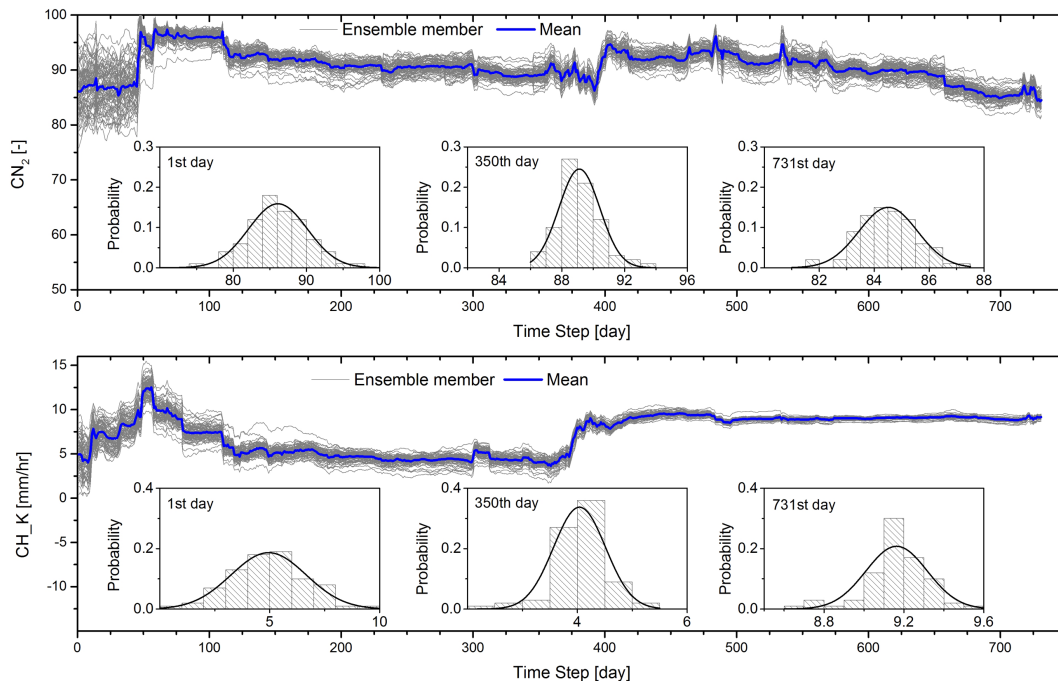 100
90
80
70
60
50
CN2 [-]
Ensemble member Mean
0.3
0.2
0.1
0.0
Probability
1st day
80 90 100
0.3
0.2
0.1
0.0
Probability
350th day
84 88 92 96
0.3
0.2
0.1
0.0
Probability
731st day
82 84 86 88
0 100 200 300 400 500 600 700
Time Step [day]
15
10
5
0
-5
-10
CH_K [mm/hr]
Ensemble member Mean
0.4
0.2
0.0
Probability
1st day
5 10
0.4
0.2
0.0
Probability
350th day
4 6
0.4
0.2
0.0
Probability
731st day
8.8 9.2 9.6
0 100 200 300 400 500 600 700
Time Step [day]